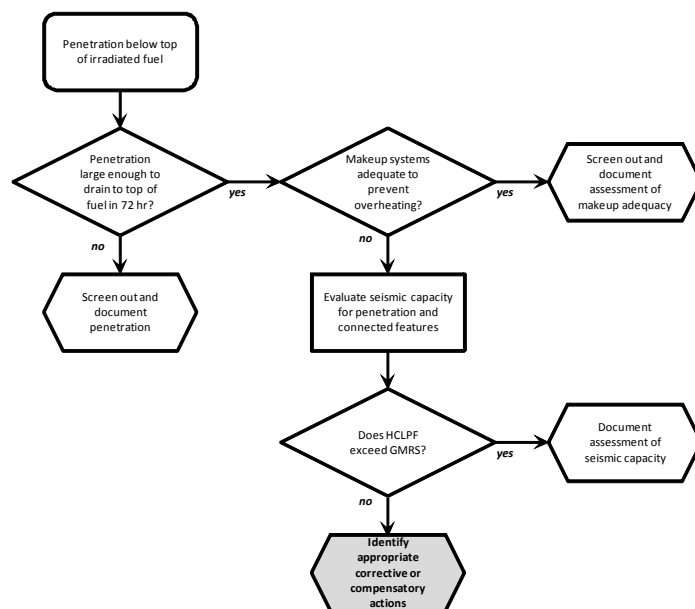 Penetration below top
of irradiated fuel
Penetration
large enough to
drain to top of
fuel in 72 hr?
yes
Makeup systems
adequate to
prevent
overheating?
yes
Screen out and
document
assessment of
makeup adequacy
no
no
Screen out and
document
penetration
Evaluate seismic capacity
for penetration and
connected features
Does HCLPF
exceed GMRS?
yes
Document
assessment of
seismic capacity
no
Identify
appropriate
corrective or
compensatory
actions